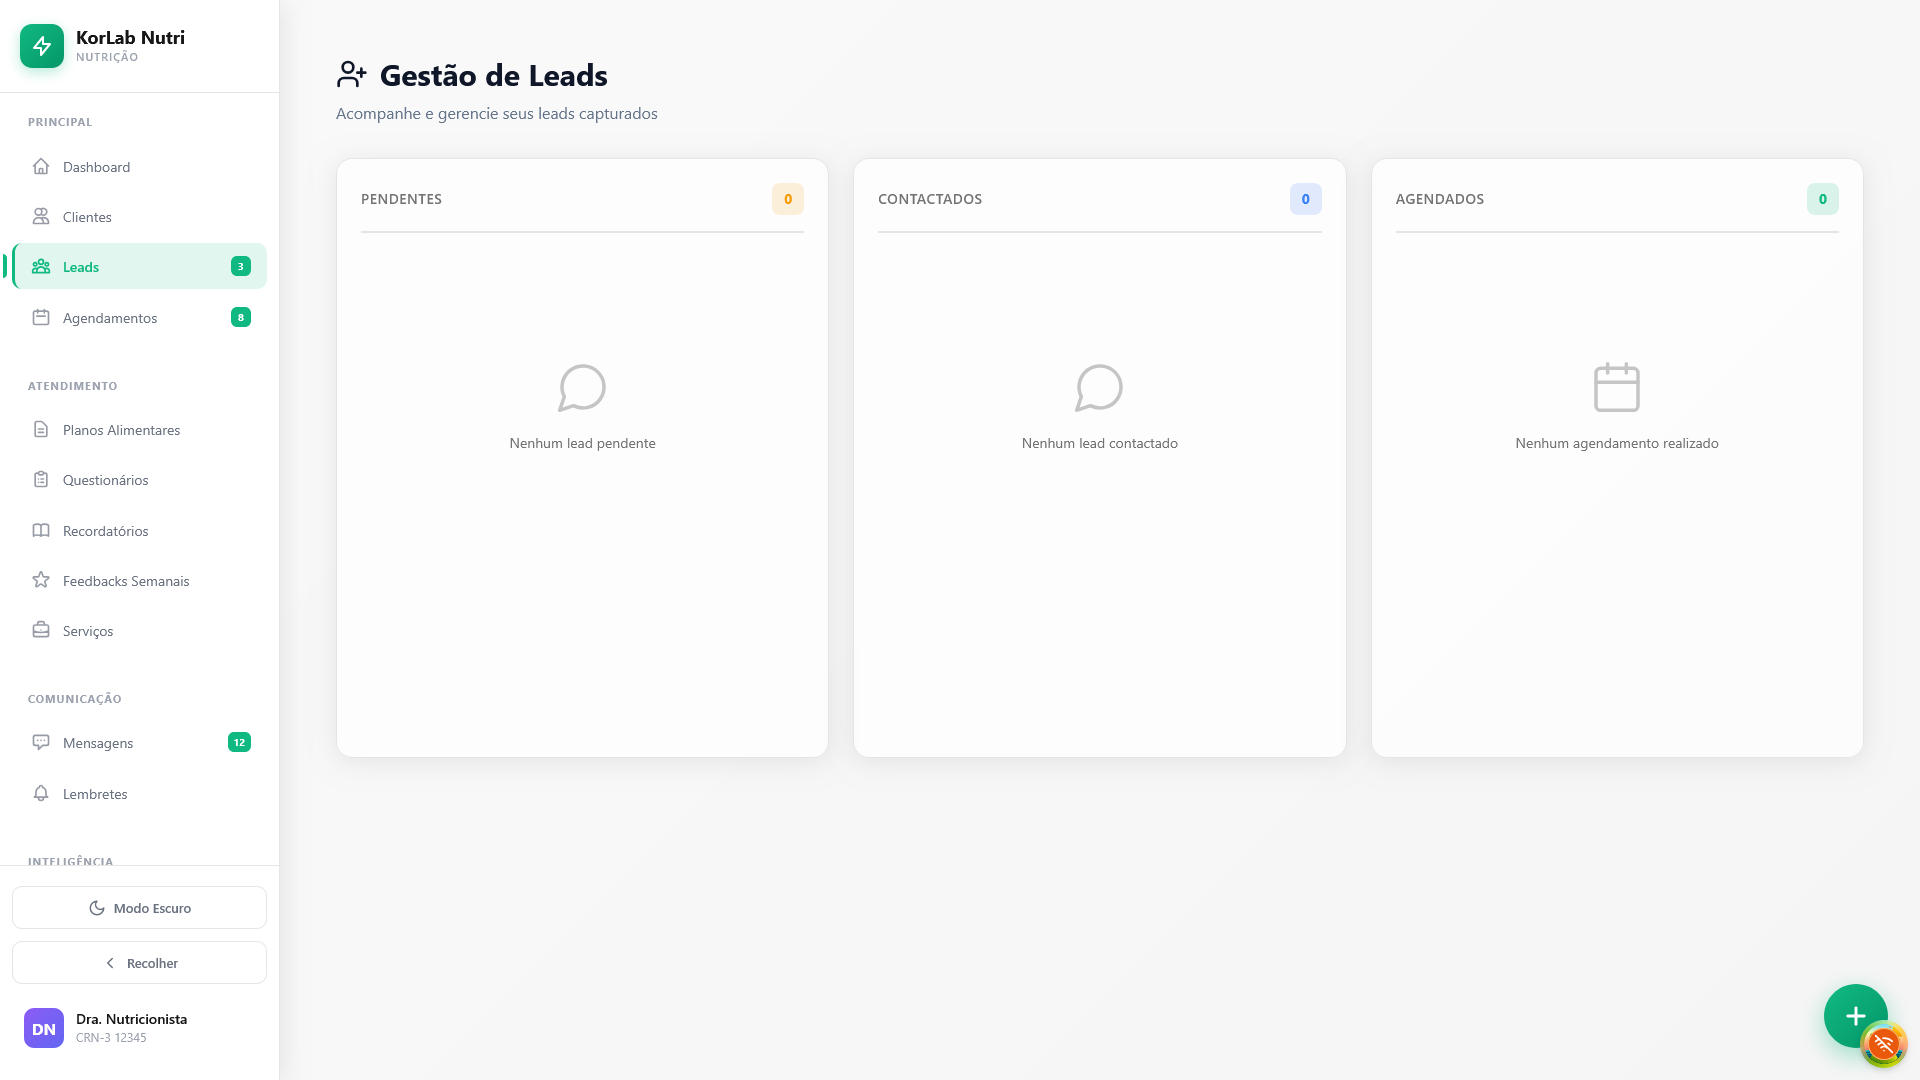 KorLab Nutri
NUTRIÇÃO
PRINCIPAL
Dashboard
Clientes
Leads
3
Agendamentos
8
ATENDIMENTO
Planos Alimentares
Questionários
Recordatórios
Feedbacks Semanais
Serviços
COMUNICAÇÃO
Mensagens
12
Lembretes
INTELIGÊNCIA
Modo Escuro
Recolher
DN
Dra. Nutricionista
CRN-3 12345
Gestão de Leads
Acompanhe e gerencie seus leads capturados
PENDENTES
0
Nenhum lead pendente
CONTACTADOS
0
Nenhum lead contactado
AGENDADOS
0
Nenhum agendamento realizado